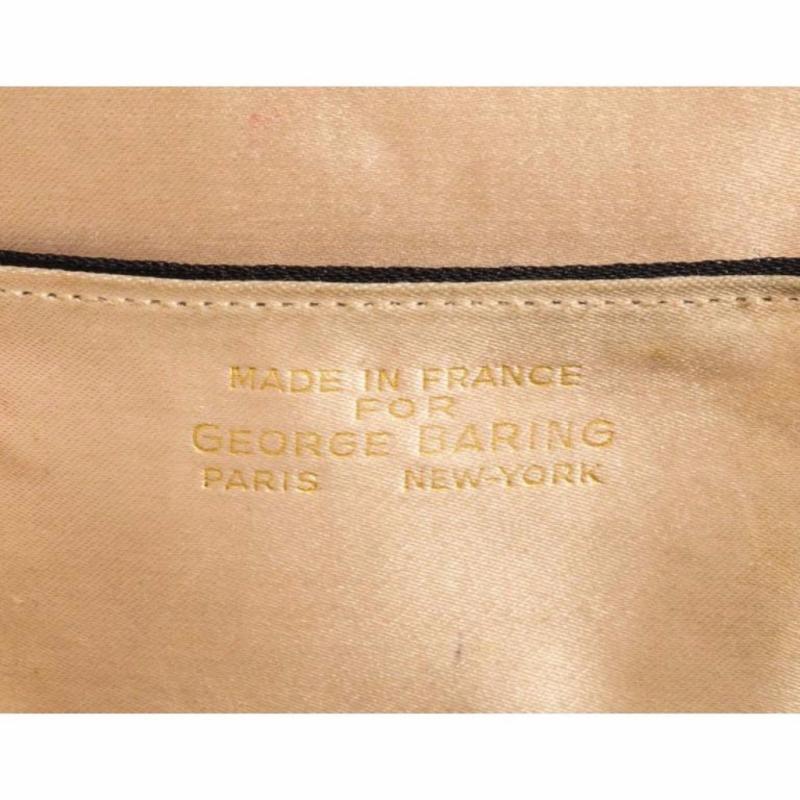 MADE IN FRANCE
FOR
GEORGE BARING
PARIS NEW-YORK